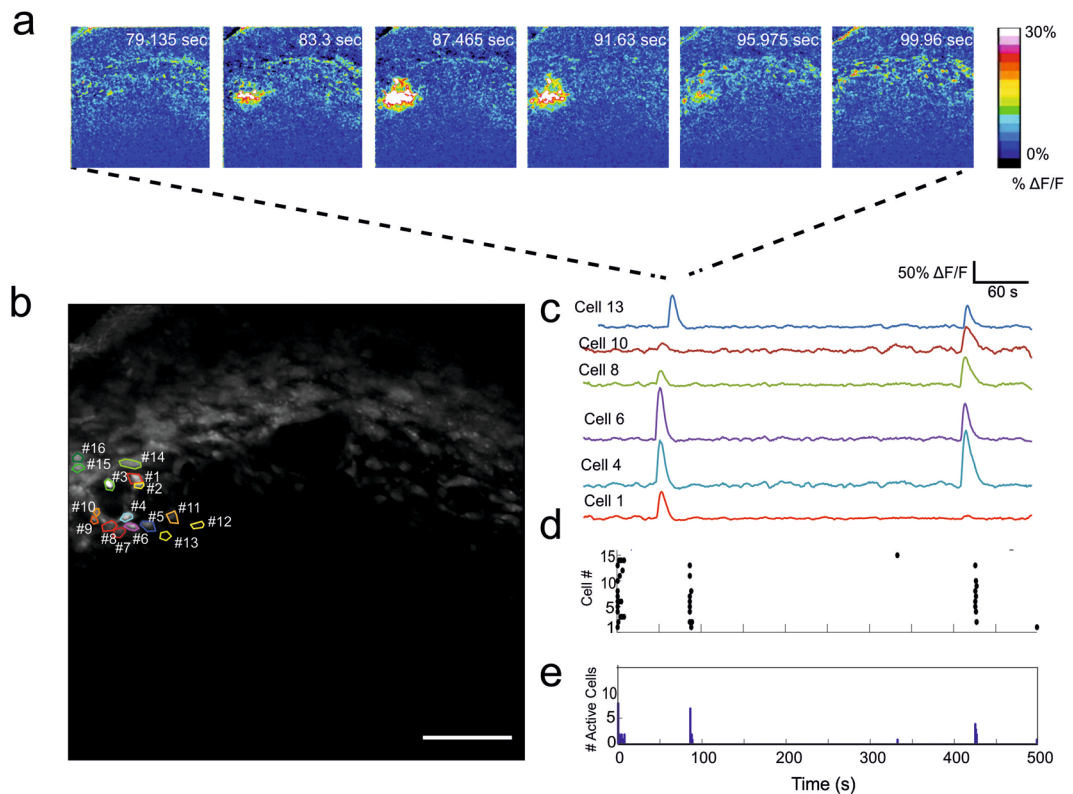 a
79.135 sec
83.3 sec
87.465 sec
91.63 sec
95.975 sec
99.96 sec
30%
0%
% ΔF/F
b
#16
#15
#14
#3
#1
#2
#10
#4
#5
#11
#12
#9
#8
#6
#13
#7
50% ΔF/F
60 s
c
Cell 13
Cell 10
Cell 8
Cell 6
Cell 4
Cell 1
d
Cell #
15
10
5
1
e
# Active Cells
10
5
0
0
100
200
300
400
500
Time (s)